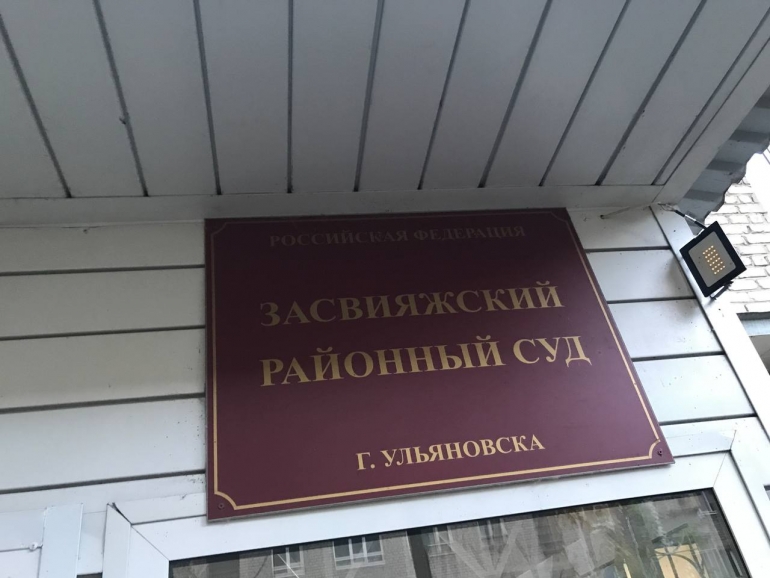 РОССИЙСКАЯ ФЕДЕРАЦИЯ
ЗАСВИЯЖСКИЙ
РАЙОННЫЙ СУД
Г. УЛЬЯНОВСКА